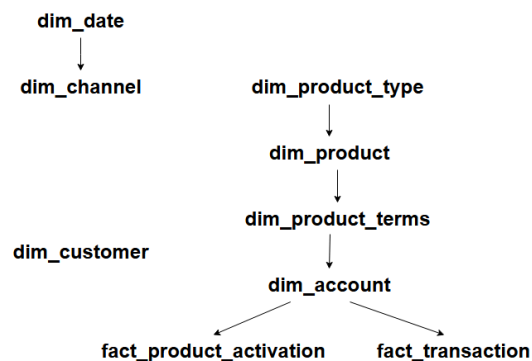 dim_date
dim_channel
dim_product_type
dim_product
dim_product_terms
dim_customer
dim_account
fact_product_activation
fact_transaction